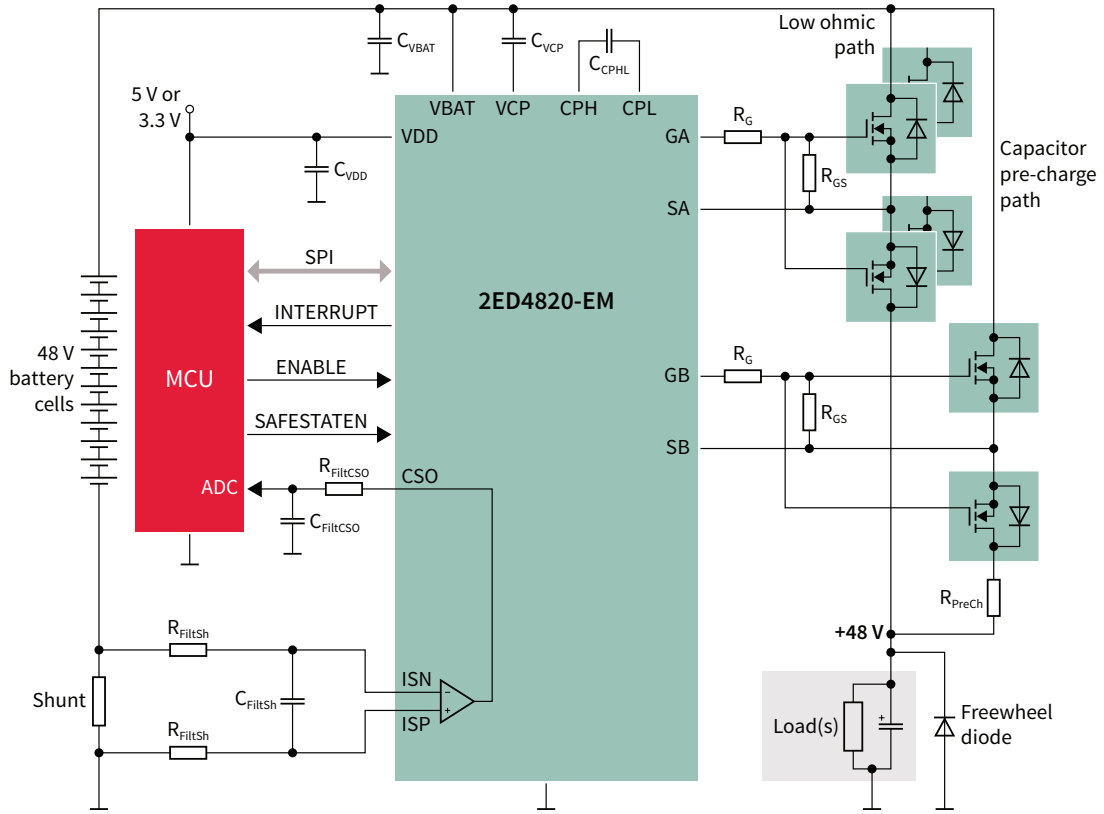 Low ohmic
path
C_VBAT
C_VCP
C_CPHL
5 V or
3.3 V
VBAT
VCP
CPH
CPL
VDD
GA
R_G
C_VDD
R_GS
Capacitor
pre-charge
path
SA
SPI
2ED4820-EM
INTERRUPT
48 V
battery
cells
MCU
ENABLE
GB
R_G
SAFESTATEN
R_GS
SB
R_FiltCSO
CSO
ADC
C_FiltCSO
R_PreCh
R_FiltSh
+48 V
ISN
−
Shunt
C_FiltSh
+
ISP
R_FiltSh
Load(s)
+
Freewheel
diode